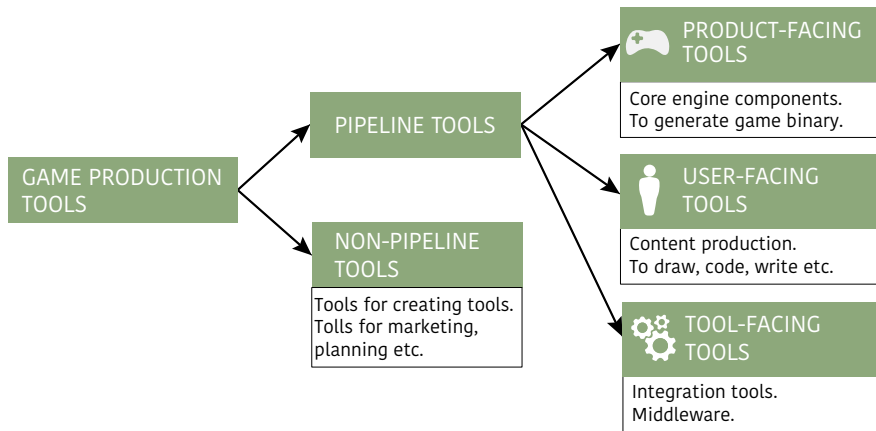 GAME PRODUCTION
TOOLS
PIPELINE TOOLS
NON-PIPELINE
TOOLS
Tools for creating tools.
Tolls for marketing,
planning etc.
PRODUCT-FACING
TOOLS
Core engine components.
To generate game binary.
USER-FACING
TOOLS
Content production.
To draw, code, write etc.
TOOL-FACING
TOOLS
Integration tools.
Middleware.